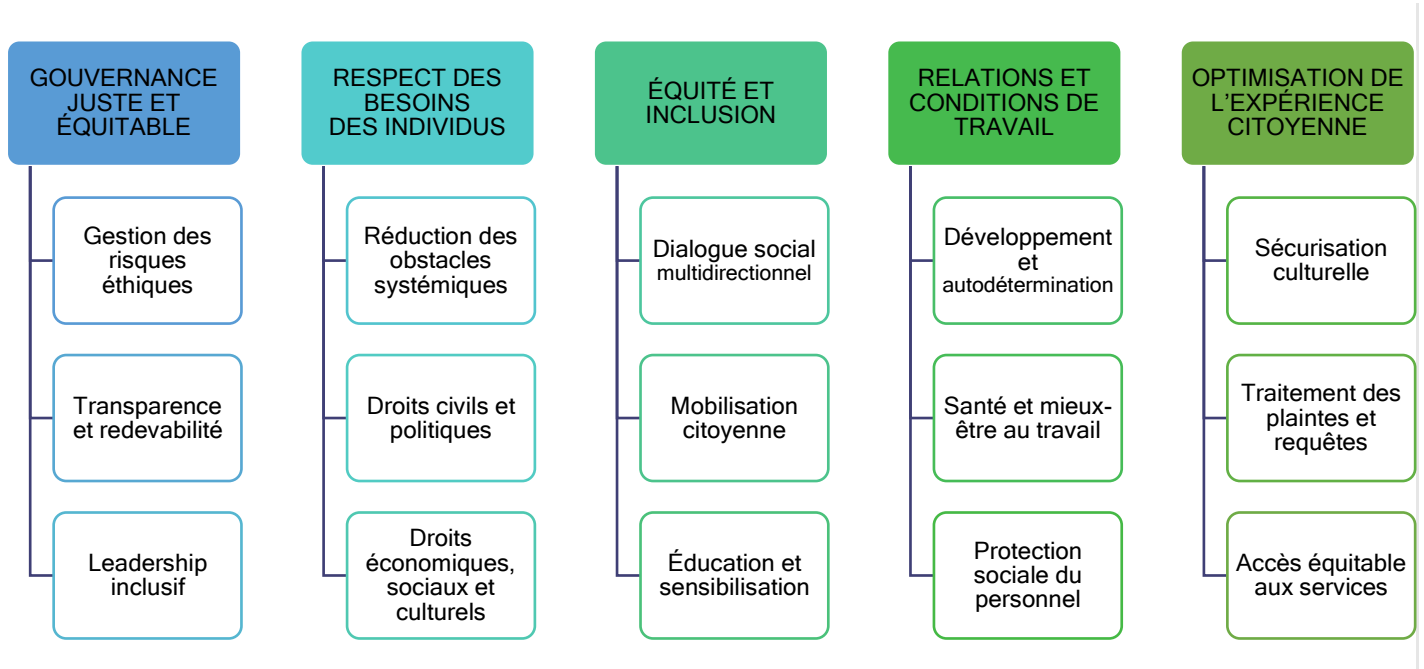 GOUVERNANCE
JUSTE ET
ÉQUITABLE
Gestion des
risques
éthiques
Transparence
et redevabilité
Leadership
inclusif
RESPECT DES
BESOINS
DES INDIVIDUS
Réduction des
obstacles
systémiques
Droits civils et
politiques
Droits
économiques,
sociaux et
culturels
ÉQUITÉ ET
INCLUSION
Dialogue social
multidirectionnel
Mobilisation
citoyenne
Éducation et
sensibilisation
RELATIONS ET
CONDITIONS DE
TRAVAIL
Développement
et
autodétermination
Santé et mieux-
être au travail
Protection
sociale du
personnel
OPTIMISATION DE
L’EXPÉRIENCE
CITOYENNE
Sécurisation
culturelle
Traitement des
plaintes et
requêtes
Accès équitable
aux services